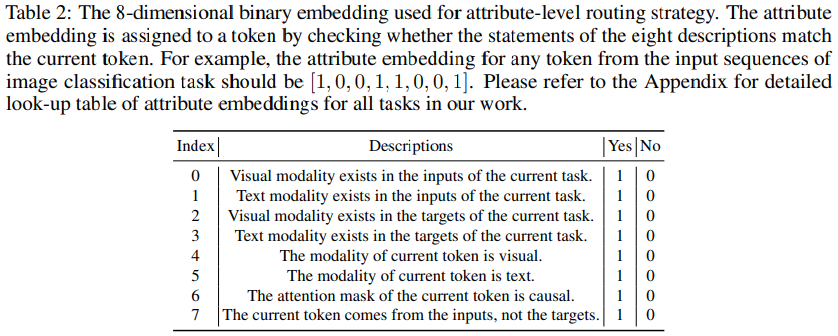 Table 2: The 8-dimensional binary embedding used for attribute-level routing strategy. The attribute
embedding is assigned to a token by checking whether the statements of the eight descriptions match
the current token. For example, the attribute embedding for any token from the input sequences of
image classification task should be [1, 0, 0, 1, 1, 0, 0, 1]. Please refer to the Appendix for detailed
look-up table of attribute embeddings for all tasks in our work.
Index Descriptions Yes No
0 Visual modality exists in the inputs of the current task. 1 0
1 Text modality exists in the inputs of the current task. 1 0
2 Visual modality exists in the targets of the current task. 1 0
3 Text modality exists in the targets of the current task. 1 0
4 The modality of current token is visual. 1 0
5 The modality of current token is text. 1 0
6 The attention mask of the current token is causal. 1 0
7 The current token comes from the inputs, not the targets. 1 0